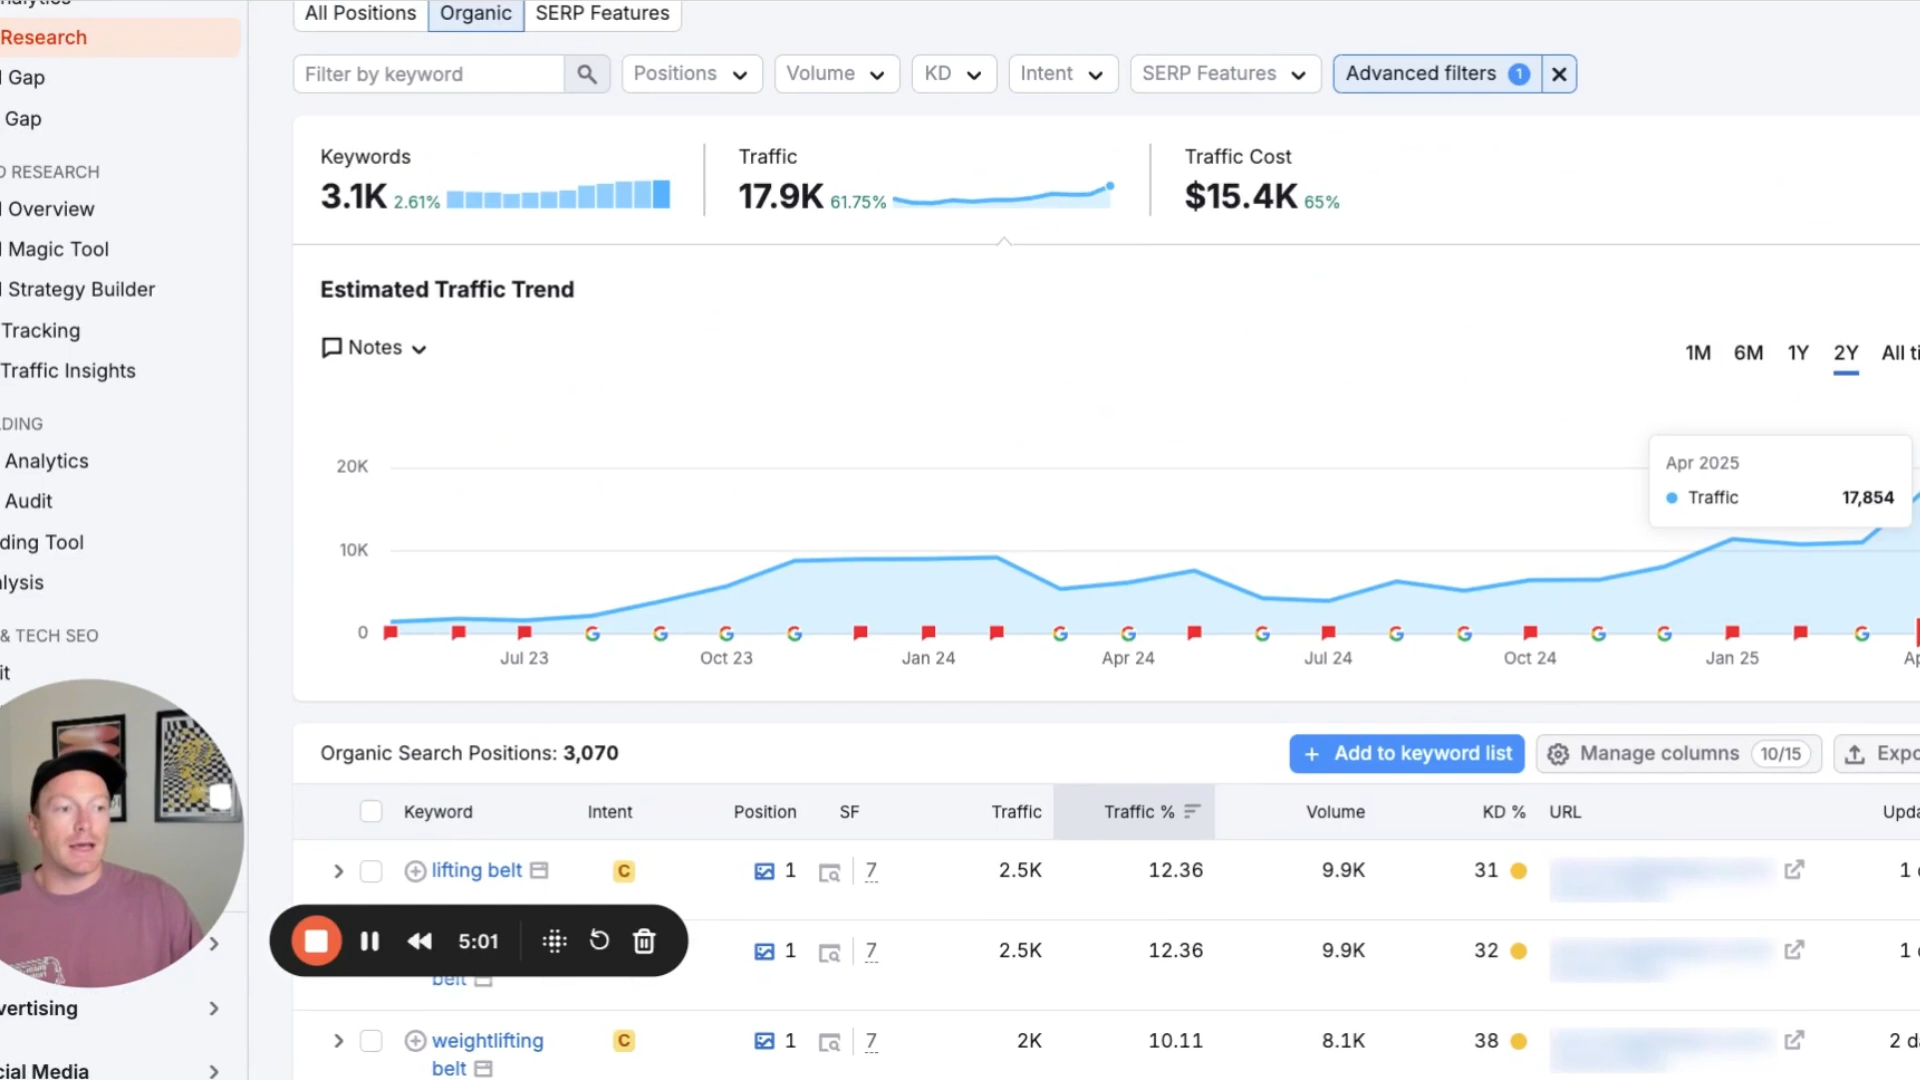 Research
All Positions Organic SERP Features
Filter by keyword Positions Volume KD Intent SERP Features Advanced filters 1
Gap
Gap
RESEARCH
Overview
Magic Tool
Strategy Builder
Tracking
Traffic Insights
Analytics
Audit
Tool
& TECH SEO
Keywords Traffic Traffic Cost
3.1K 2.61% 17.9K 61.75% $15.4K 65%
Estimated Traffic Trend
Notes
1M 6M 1Y 2Y All
20K
10K
0
Apr 2025
Traffic 17,854
Jul 23 Oct 23 Jan 24 Apr 24 Jul 24 Oct 24 Jan 25
Organic Search Positions: 3,070
+ Add to keyword list Manage columns 10/15
Keyword Intent Position SF Traffic Traffic % Volume KD % URL
lifting belt C 1 7 2.5K 12.36 9.9K 31 1
belt 1 7 2.5K 12.36 9.9K 32 1
weightlifting belt C 1 7 2K 10.11 8.1K 38 2
5:01
Media